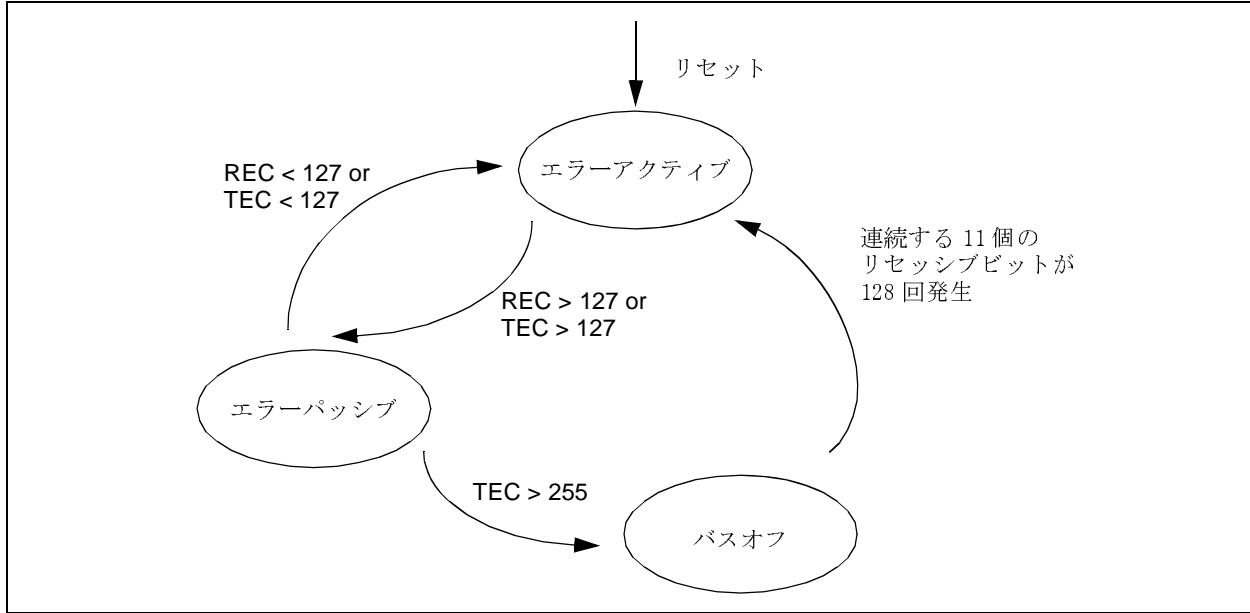 リセット
エラーアクティブ
REC < 127 or
TEC < 127
連続する 11 個の
リセッシブビットが
128 回発生
REC > 127 or
TEC > 127
エラーパッシブ
TEC > 255
バスオフ